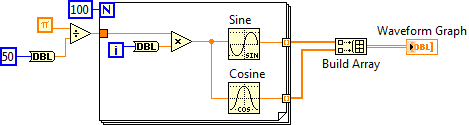 100 N
Sine
Waveform Graph
π
÷
SIN
DBL]
50 DBL
i DBL
×
Build Array
Cosine
COS